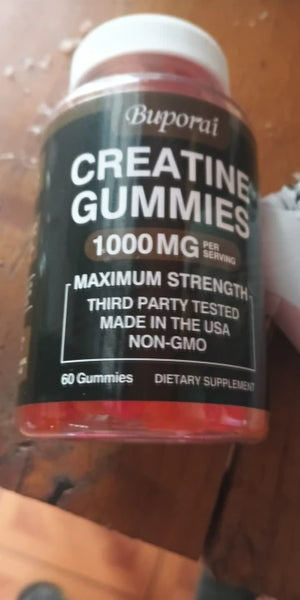 Buporai
CREATINE
GUMMIES
1000 MG PER SERVING
MAXIMUM STRENGTH
THIRD PARTY TESTED
MADE IN THE USA
NON-GMO
60 Gummies DIETARY SUPPLEMENT